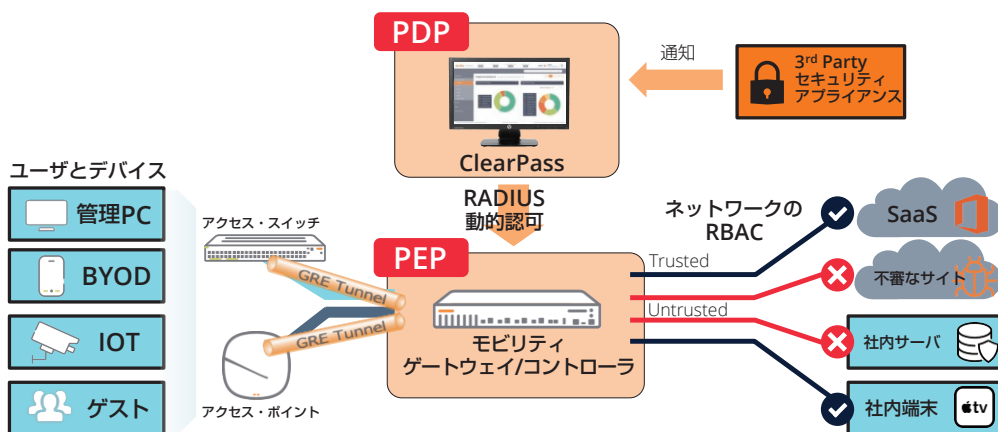 PDP
通知
3rd Party
セキュリティ
アプライアンス
ClearPass
ユーザとデバイス
管理PC
BYOD
IOT
ゲスト
アクセス・スイッチ
GRE Tunnel
GRE Tunnel
アクセス・ポイント
RADIUS
動的認可
PEP
モビリティ
ゲートウェイ/コントローラ
ネットワークの
RBAC
Trusted
Untrusted
SaaS
不審なサイト
社内サーバ
社内端末
tv